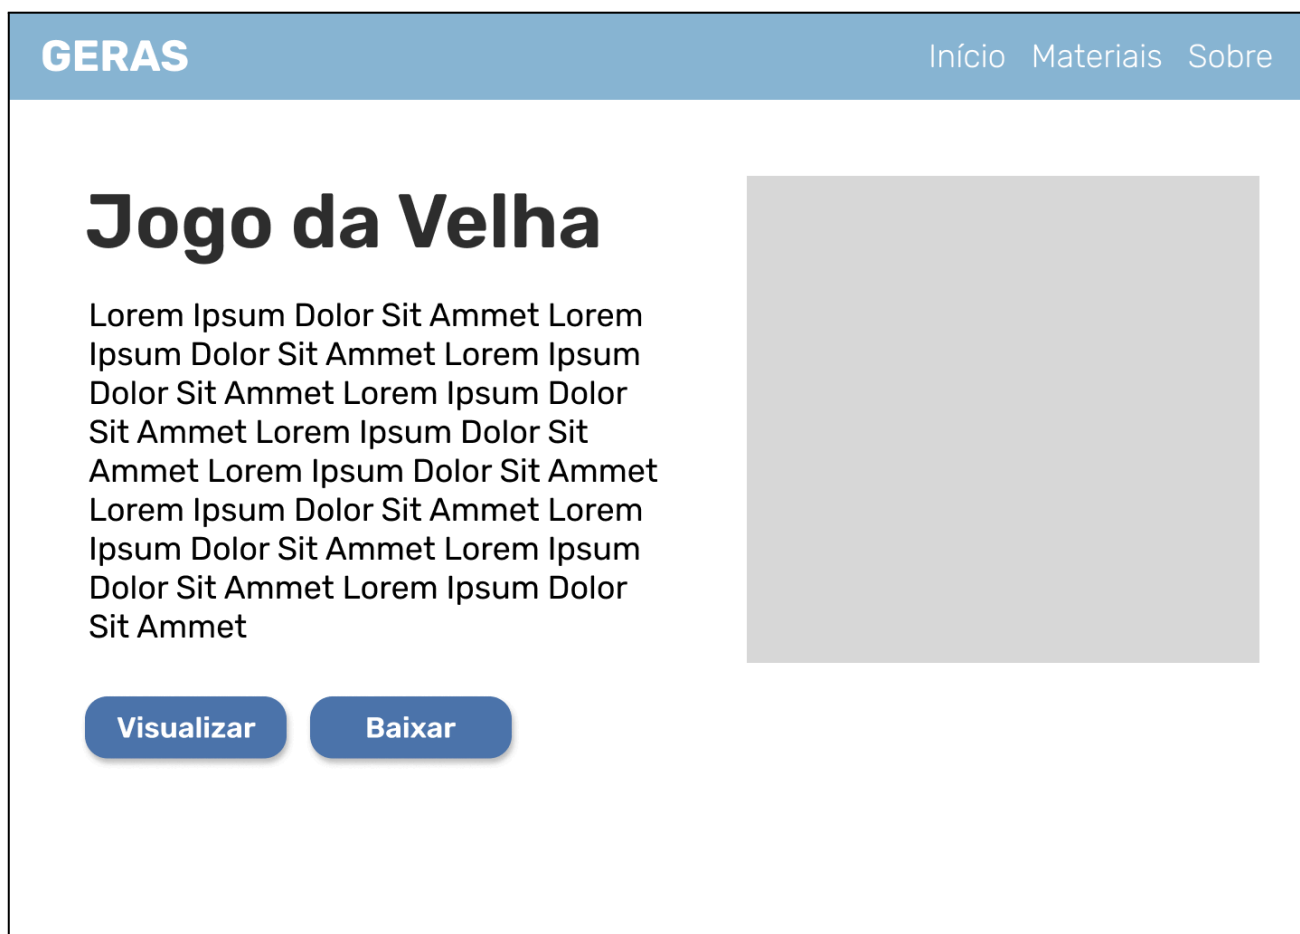 GERAS
Início Materiais Sobre
Jogo da Velha
Lorem Ipsum Dolor Sit Ammet Lorem
Ipsum Dolor Sit Ammet Lorem Ipsum
Dolor Sit Ammet Lorem Ipsum Dolor
Sit Ammet Lorem Ipsum Dolor Sit
Ammet Lorem Ipsum Dolor Sit Ammet
Lorem Ipsum Dolor Sit Ammet Lorem
Ipsum Dolor Sit Ammet Lorem Ipsum
Dolor Sit Ammet Lorem Ipsum Dolor
Sit Ammet
Visualizar Baixar